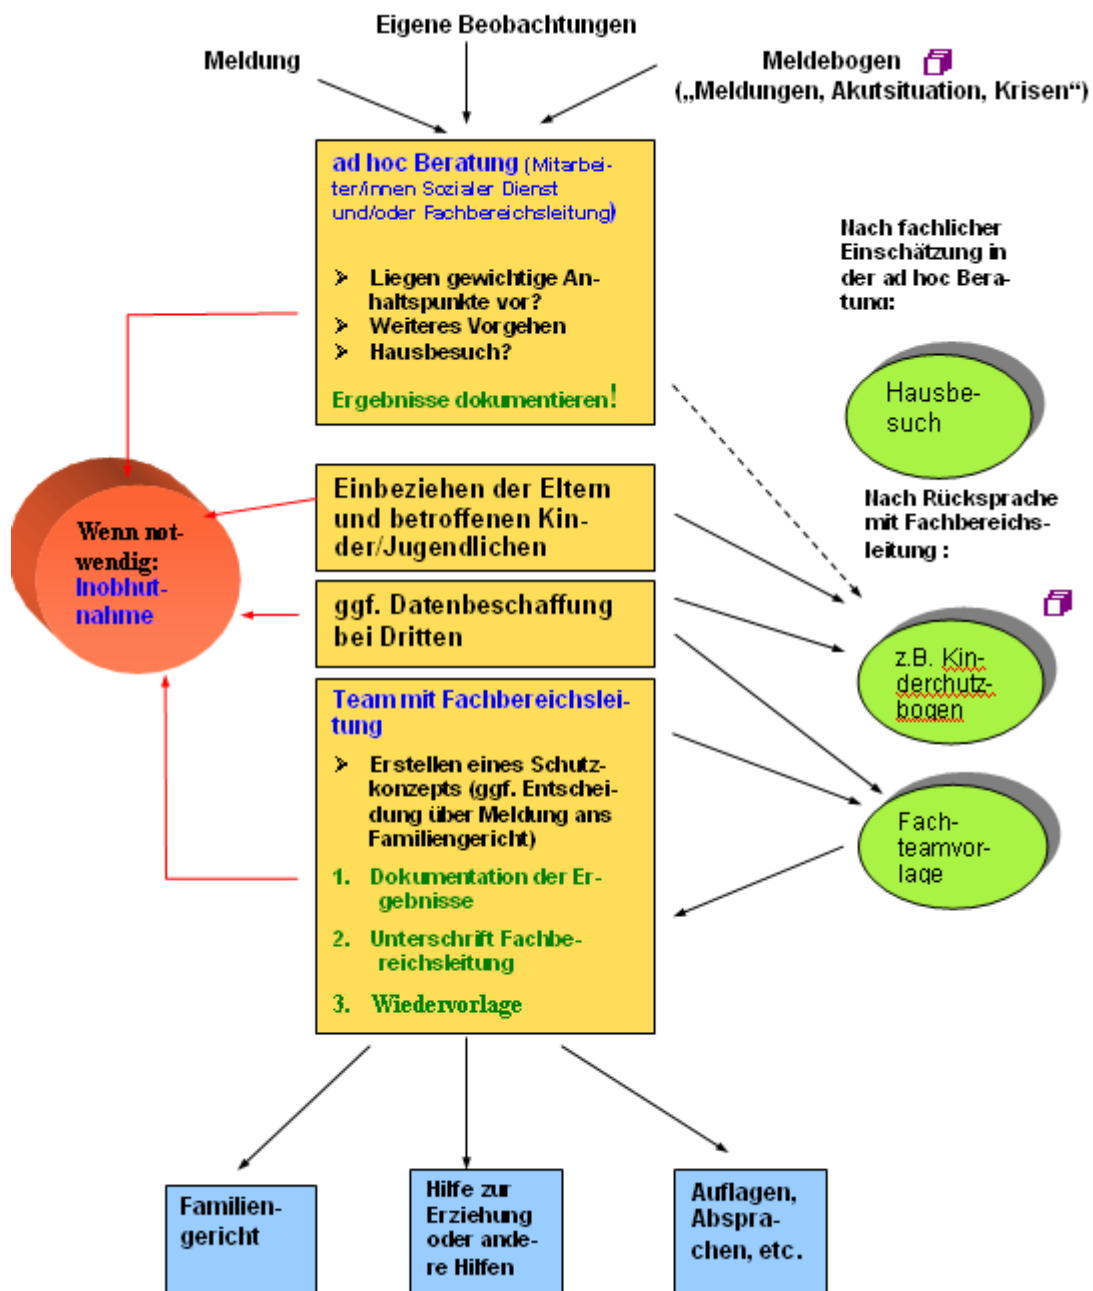 Eigene Beobachtungen
Meldung
Meldebogen
(„Meldungen, Akutsituation, Krisen“)
ad hoc Beratung (Mitarbei-
ter/innen Sozialer Dienst
und/oder Fachbereichsleitung)
➢ Liegen gewichtige An-
haltspunkte vor?
➢ Weiteres Vorgehen
➢ Hausbesuch?
Ergebnisse dokumentieren!
Nach fachlicher
Einschätzung in
der ad hoc Bera-
tung:
Hausbe-
such
Nach Rücksprache
mit Fachbereichs-
leitung :
Wenn not-
wendig:
Inobhut-
nahme
Einbeziehen der Eltern
und betroffenen Kin-
der/Jugendlichen
ggf. Datenbeschaffung
bei Dritten
z.B. Kin-
derchutz-
bogen
Team mit Fachbereichslei-
tung
➢ Erstellen eines Schutz-
konzepts (ggf. Entschei-
dung über Meldung ans
Familiengericht)
1. Dokumentation der Er-
gebnisse
2. Unterschrift Fachbe-
reichsleitung
3. Wiedervorlage
Fach-
teamvor-
lage
Familien-
gericht
Hilfe zur
Erziehung
oder ande-
re Hilfen
Auflagen,
Abspra-
chen, etc.